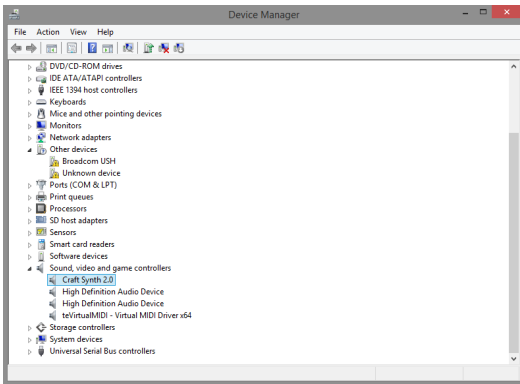 Device Manager
File Action View Help
DVD/CD-ROM drives
IDE ATA/ATAPI controllers
IEEE 1394 host controllers
Keyboards
Mice and other pointing devices
Monitors
Network adapters
Other devices
Broadcom USH
Unknown device
Ports (COM & LPT)
Print queues
Processors
SD host adapters
Sensors
Smart card readers
Software devices
Sound, video and game controllers
Craft Synth 2.0
High Definition Audio Device
High Definition Audio Device
teVirtualMIDI - Virtual MIDI Driver x64
Storage controllers
System devices
Universal Serial Bus controllers